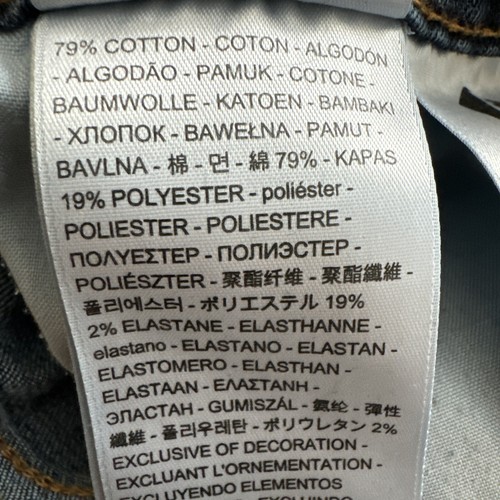 79% COTTON - COTON - ALGODÓN
- ALGODÃO - PAMUK - COTONE -
BAUMWOLLE - KATOEN - BAMBAKI
- ХЛОПОК - BAWEŁNA - PAMUT -
BAVLNA - 棉 - 면 - 綿 79% - KAPAS
19% POLYESTER - poliéster -
POLIESTER - POLIESTERE -
ΠΟΛΥΕΣΤΕΡ - ПОЛИЭСТЕР -
POLIÉSZTER - 聚酯纤维 - 聚酯纖維 -
폴리에스터 - ポリエステル 19%
2% ELASTANE - ELASTHANNE -
elastano - ELASTANO - ELASTAN -
ELASTOMERO - ELASTHAN -
ELASTAAN - ΕΛΑΣΤΑΝΗ -
ЭЛАСТАН - GUMISZÁL - 氨纶 - 彈性
纖維 - 폴리우레탄 - ポリウレタン 2%
EXCLUSIVE OF DECORATION -
EXCLUANT L'ORNEMENTATION -
EXCLUYENDO ELEMENTOS